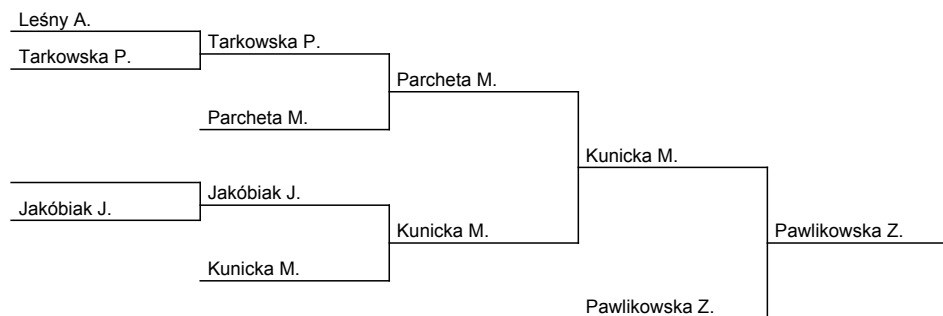 Leśny A.
Tarkowska P.
Tarkowska P.
Parcheta M.
Parcheta M.
Kunicka M.
Jakóbiak J.
Jakóbiak J.
Kunicka M.
Pawlikowska Z.
Kunicka M.
Pawlikowska Z.